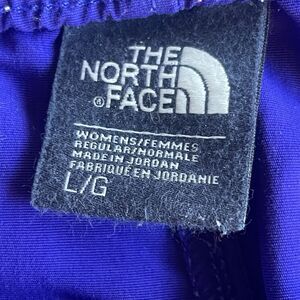 THE
NORTH
®FACE
WOMENS/FEMMES
REGULAR/NORMALE
MADE IN JORDAN
FABRIQUÉ EN JORDANIE
L/G